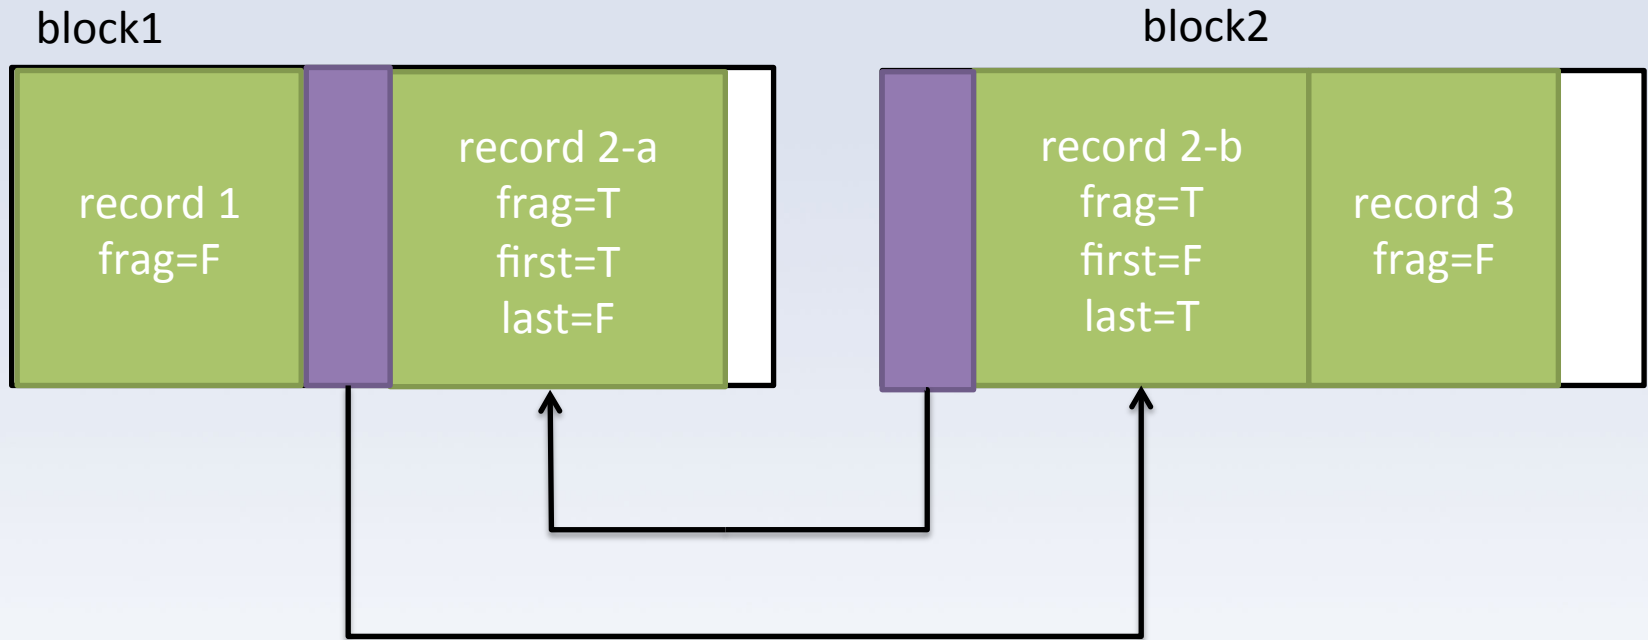 block1
record 1
frag=F
record 2-a
frag=T
first=T
last=F
block2
record 2-b
frag=T
first=F
last=T
record 3
frag=F